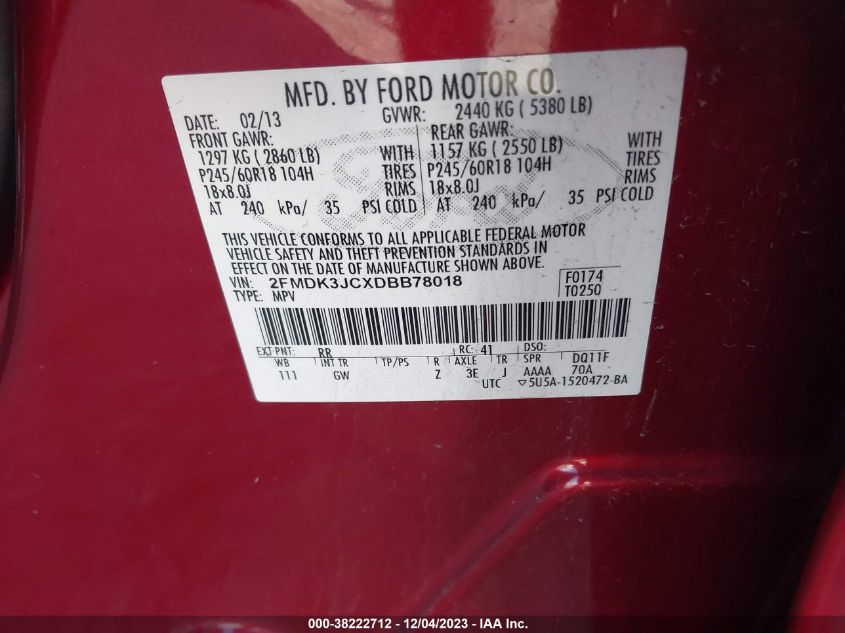 MFD. BY FORD MOTOR CO.
DATE: 02/13 GVWR: 2440 KG ( 5380 LB)
FRONT GAWR: REAR GAWR:
1297 KG ( 2860 LB) WITH 1157 KG ( 2550 LB) WITH
P245/60R18 104H TIRES P245/60R18 104H TIRES
18x8.0J RIMS 18x8.0J RIMS
AT 240 kPa/ 35 PSI COLD AT 240 kPa/ 35 PSI COLD
THIS VEHICLE CONFORMS TO ALL APPLICABLE FEDERAL MOTOR
VEHICLE SAFETY AND THEFT PREVENTION STANDARDS IN
EFFECT ON THE DATE OF MANUFACTURE SHOWN ABOVE.
VIN: 2FMDK3JCXDBB78018 F0174
TYPE: MPV T0250
EXT PNT: RR RC: 41 DSO:
WB INT TR TP/PS R AXLE TR SPR DQ11F
111 GW Z 3E J AAAA 70A
UTC ▽5U5A-1520472-BA
Ford
000-38222712 - 12/04/2023 - IAA Inc.